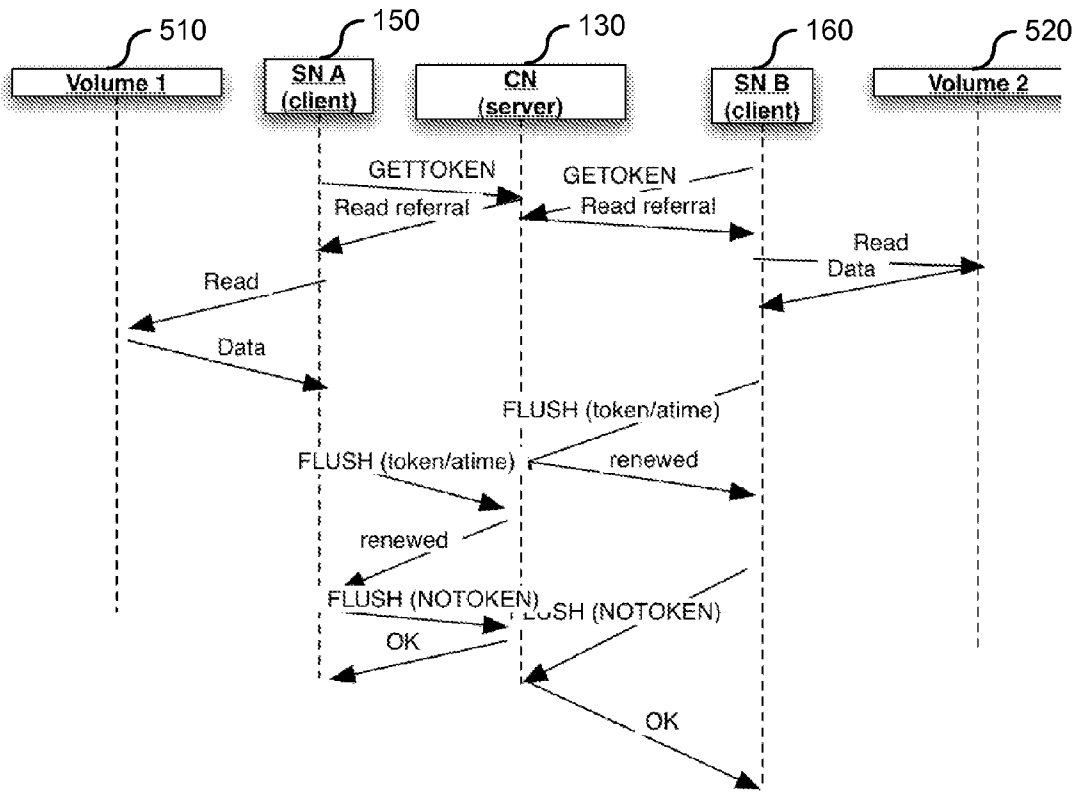 510
150
130
160
520
Volume 1
SN A
(client)
CN
(server)
SN B
(client)
Volume 2
GETTOKEN
GETOKEN
Read referral
Read referral
Read
Data
Read
Data
FLUSH (token/atime)
FLUSH (token/atime)
renewed
renewed
FLUSH (NOTOKEN)
FLUSH (NOTOKEN)
OK
OK